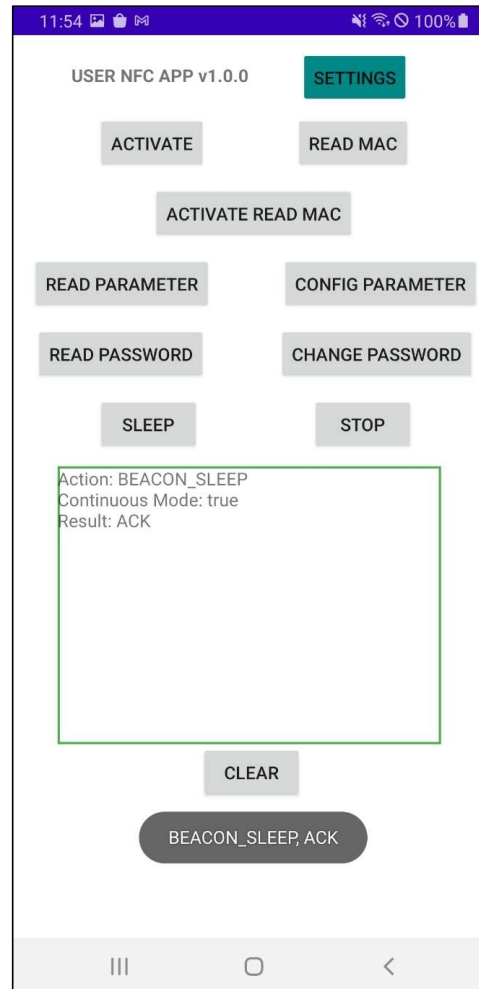 11:54 100%
USER NFC APP v1.0.0 SETTINGS
ACTIVATE READ MAC
ACTIVATE READ MAC
READ PARAMETER CONFIG PARAMETER
READ PASSWORD CHANGE PASSWORD
SLEEP STOP
Action: BEACON_SLEEP
Continuous Mode: true
Result: ACK
CLEAR
BEACON_SLEEP, ACK